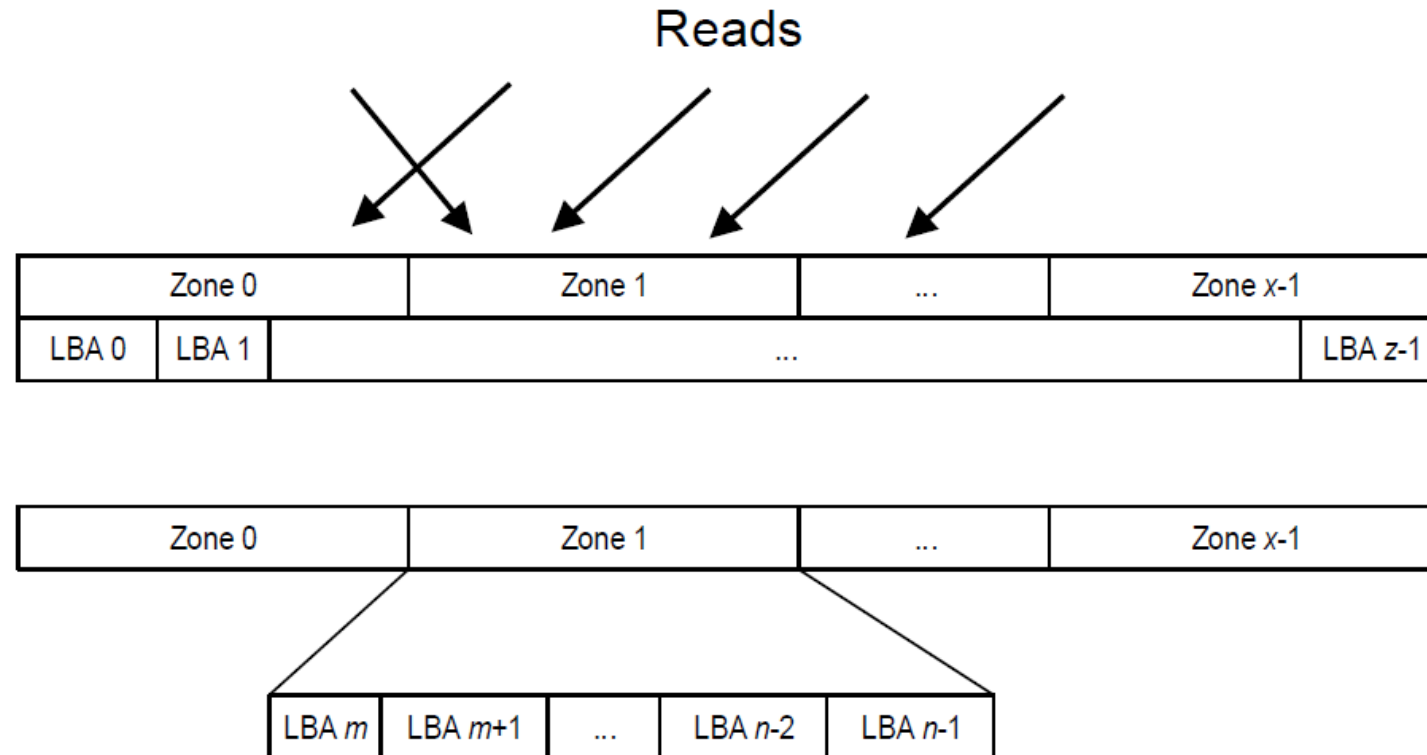 Reads
Zone 0 Zone 1 ... Zone x-1
LBA 0 LBA 1 ... LBA z-1
Zone 0 Zone 1 ... Zone x-1
LBA m LBA m+1 ... LBA n-2 LBA n-1